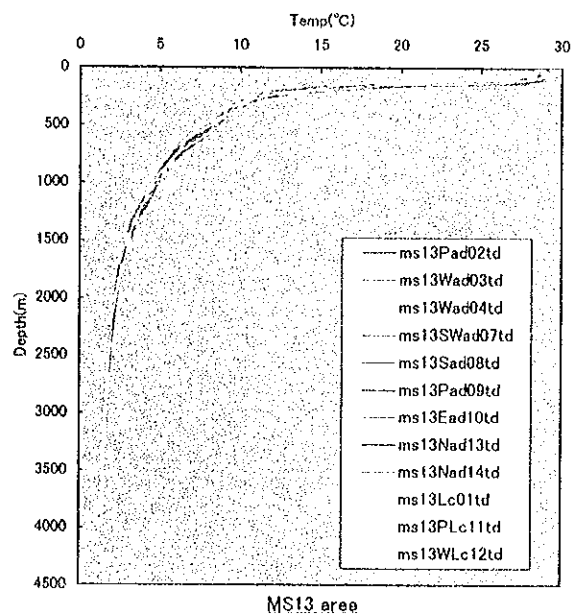 Temp(°C)
0 5 10 15 20 25 30
0
500
1000
1500
2000
2500
3000
3500
4000
4500
Depth(m)
ms13Pad02td
ms13Wad03td
ms13Wad04td
ms13SWad07td
ms13Sad08td
ms13Pad09td
ms13Ead10td
ms13Nad13td
ms13Nad14td
ms13Lc01td
ms13PLc11td
ms13WLc12td
MS13 area